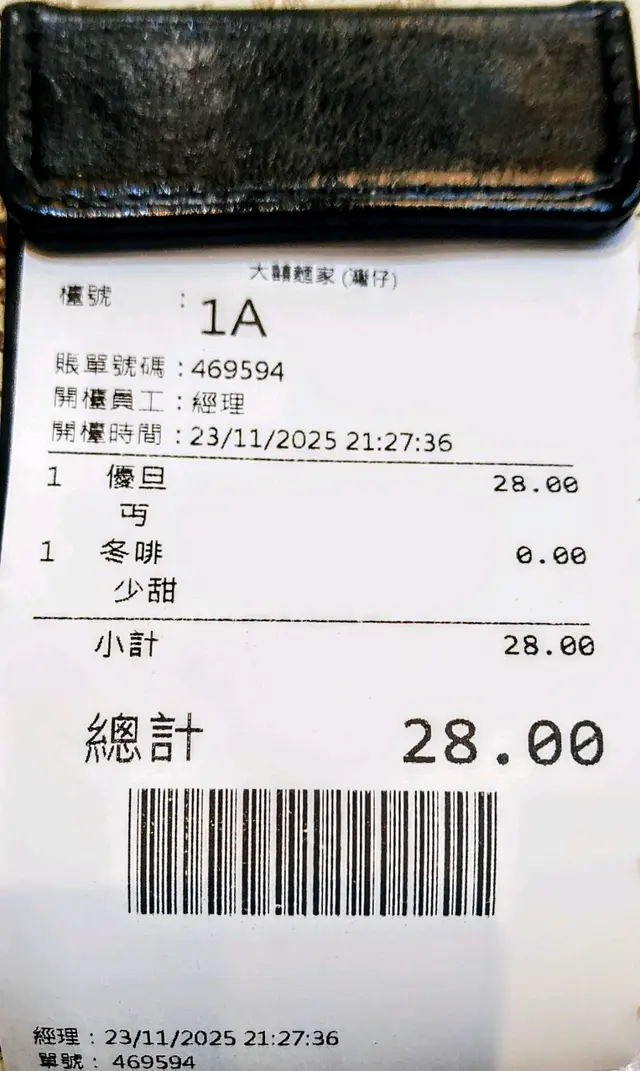 大囍麵家 (灣仔)
檯號 : 1A
賬單號碼 : 469594
開檯員工 : 經理
開檯時間 : 23/11/2025 21:27:36
1 優旦 28.00
丐
1 冬啡 0.00
少甜
小計 28.00
總計 28.00
經理 : 23/11/2025 21:27:36
單號 : 469594